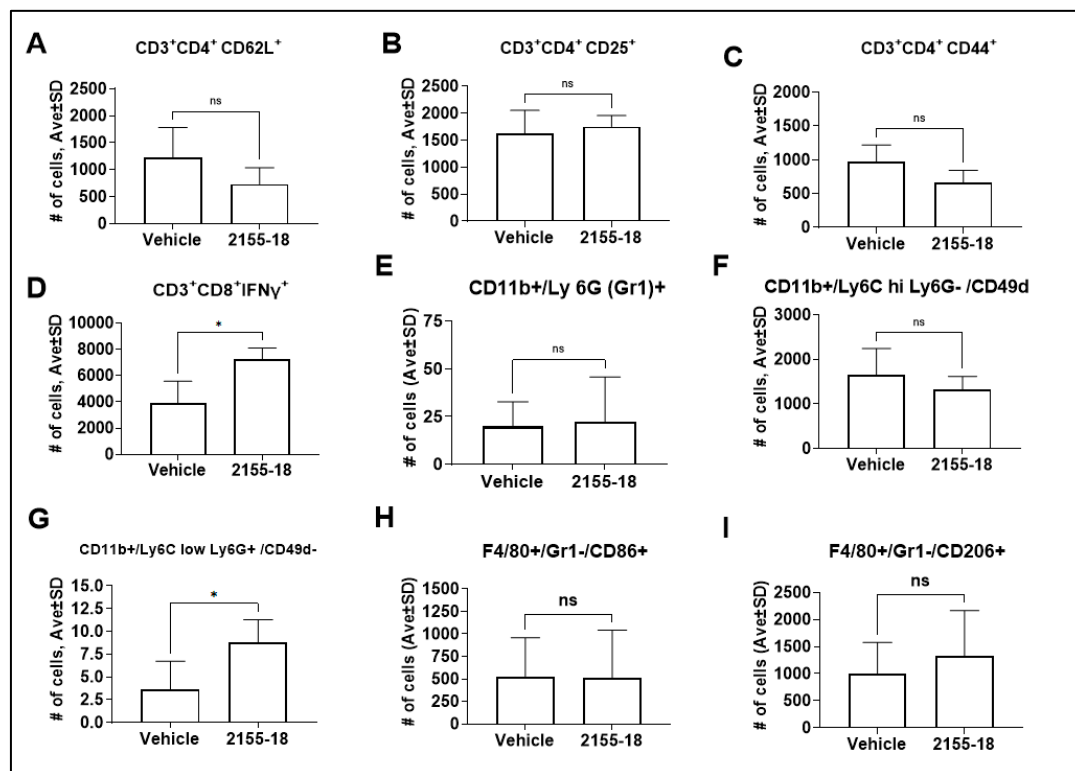 A
CD3⁺CD4⁺ CD62L⁺
# of cells, Ave±SD
2500
2000
1500
1000
500
0
ns
Vehicle 2155-18
B
CD3⁺CD4⁺ CD25⁺
# of cells, Ave±SD
2500
2000
1500
1000
500
0
ns
Vehicle 2155-18
C
CD3⁺CD4⁺ CD44⁺
# of cells, Ave±SD
2000
1500
1000
500
0
ns
Vehicle 2155-18
D
CD3⁺CD8⁺IFNγ⁺
# of cells, Ave±SD
10000
8000
6000
4000
2000
0
*
Vehicle 2155-18
E
CD11b+/Ly 6G (Gr1)+
# of cells (Ave±SD)
75
50
25
0
ns
Vehicle 2155-18
F
CD11b+/Ly6C hi Ly6G- /CD49d
# of cells, Ave±SD
3000
2000
1000
0
ns
Vehicle 2155-18
G
CD11b+/Ly6C low Ly6G+ /CD49d-
# of cells, Ave±SD
15.0
12.5
10.0
7.5
5.0
2.5
0.0
*
Vehicle 2155-18
H
F4/80+/Gr1-/CD86+
# of cells (Ave±SD)
1500
1250
1000
750
500
250
0
ns
Vehicle 2155-18
I
F4/80+/Gr1-/CD206+
# of cells (Ave±SD)
2500
2000
1500
1000
500
0
ns
Vehicle 2155-18